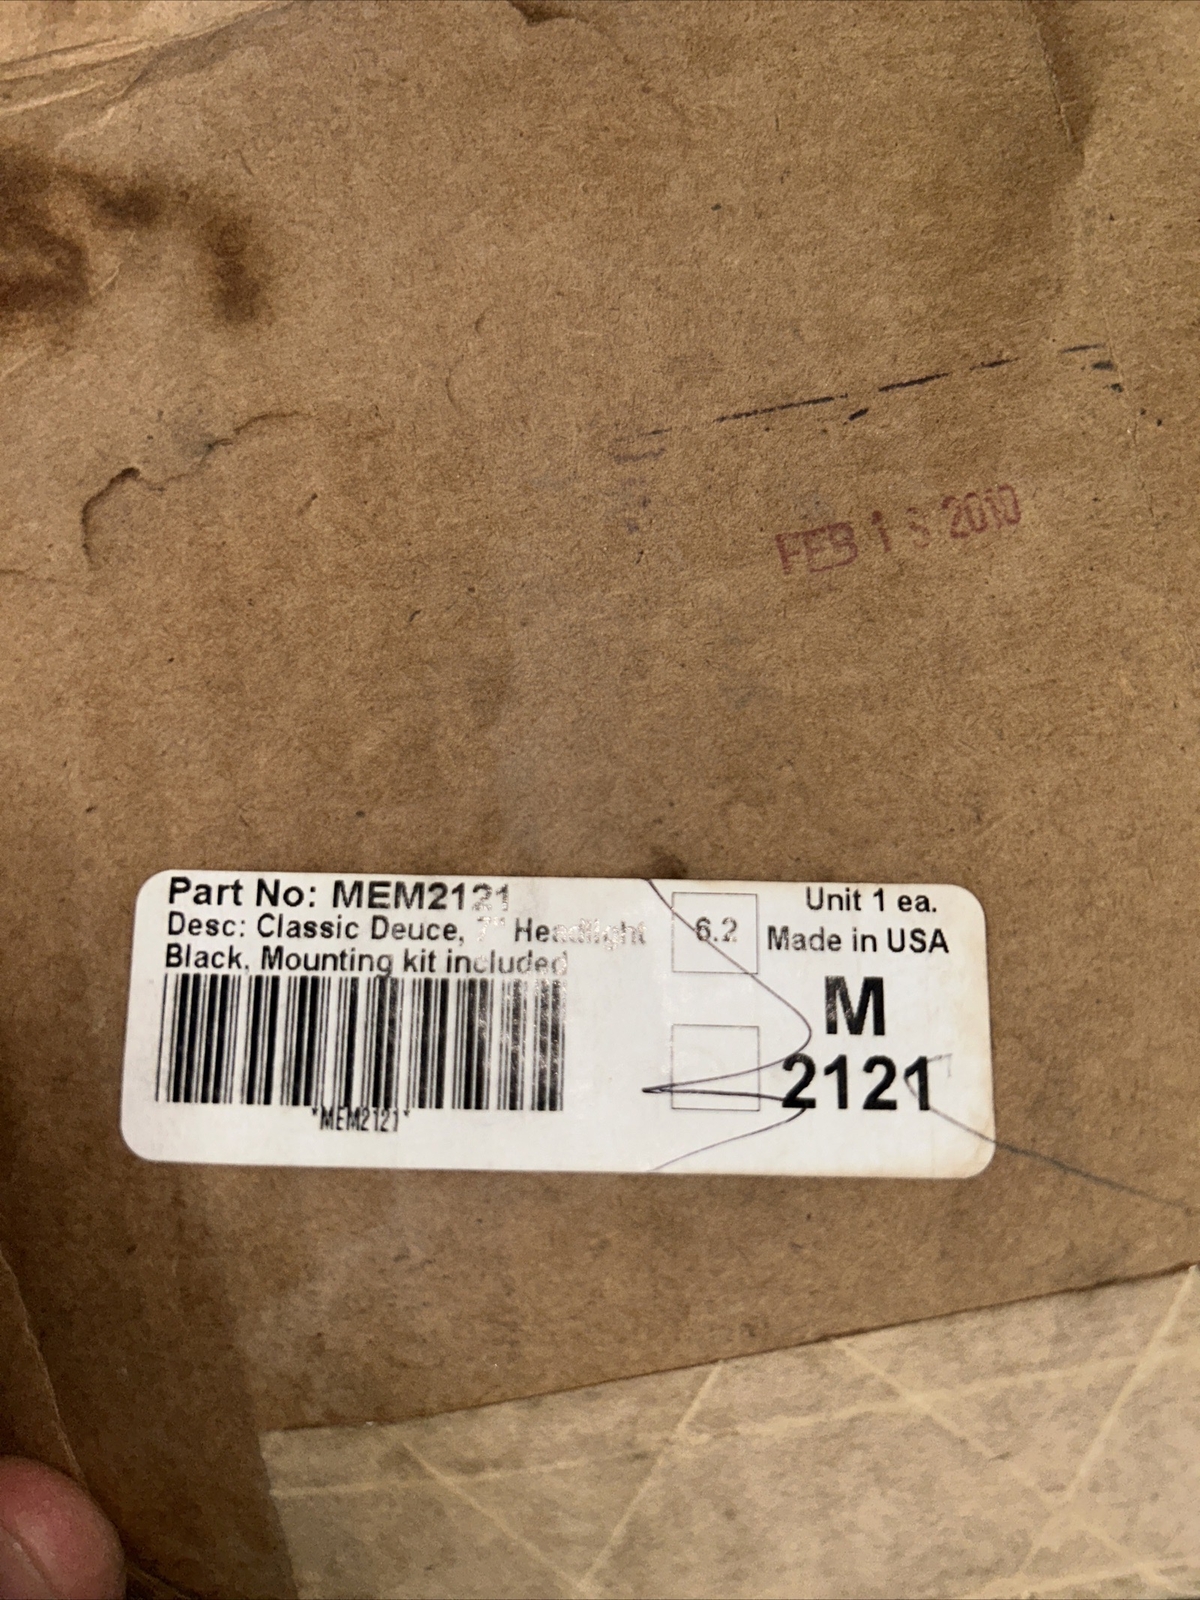 FEB 1 2010
Part No: MEM2121
Desc: Classic Deuce, 7" Headlight
Black, Mounting kit included
*MEM2121*
6.2
Unit 1 ea.
Made in USA
M
2121